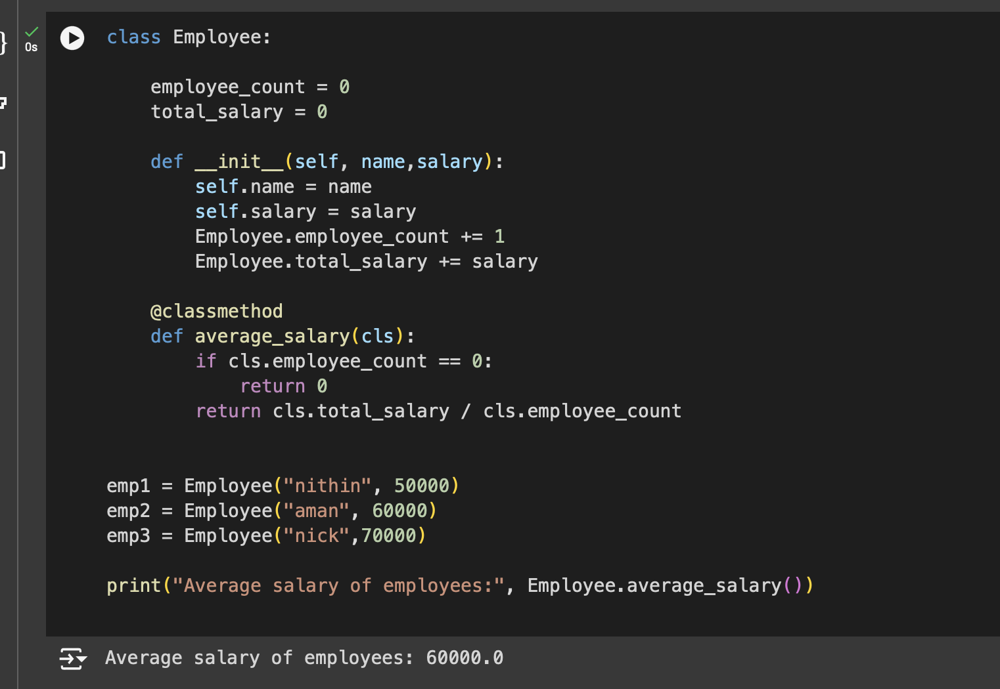 }
0s
class Employee:
employee_count = 0
total_salary = 0
def __init__(self, name,salary):
self.name = name
self.salary = salary
Employee.employee_count += 1
Employee.total_salary += salary
@classmethod
def average_salary(cls):
if cls.employee_count == 0:
return 0
return cls.total_salary / cls.employee_count
emp1 = Employee("nithin", 50000)
emp2 = Employee("aman", 60000)
emp3 = Employee("nick",70000)
print("Average salary of employees:", Employee.average_salary())
Average salary of employees: 60000.0